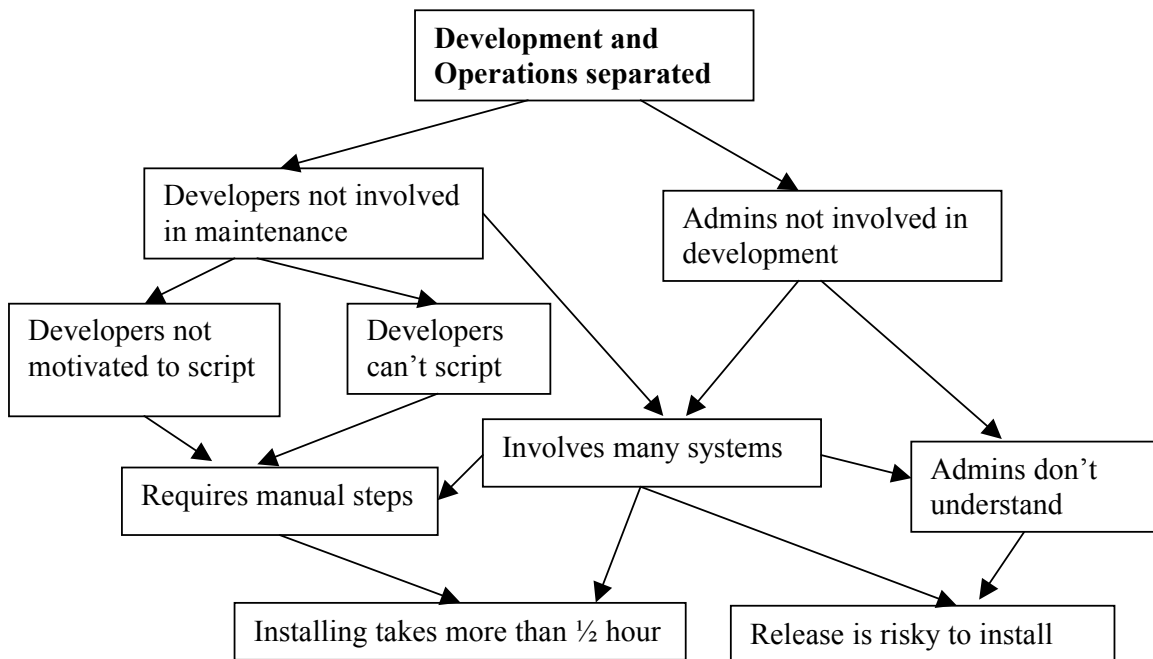 Development and
Operations separated
Developers not involved
in maintenance
Admins not involved in
development
Developers not
motivated to script
Developers
can’t script
Involves many systems
Requires manual steps
Admins don’t
understand
Installing takes more than ½ hour
Release is risky to install